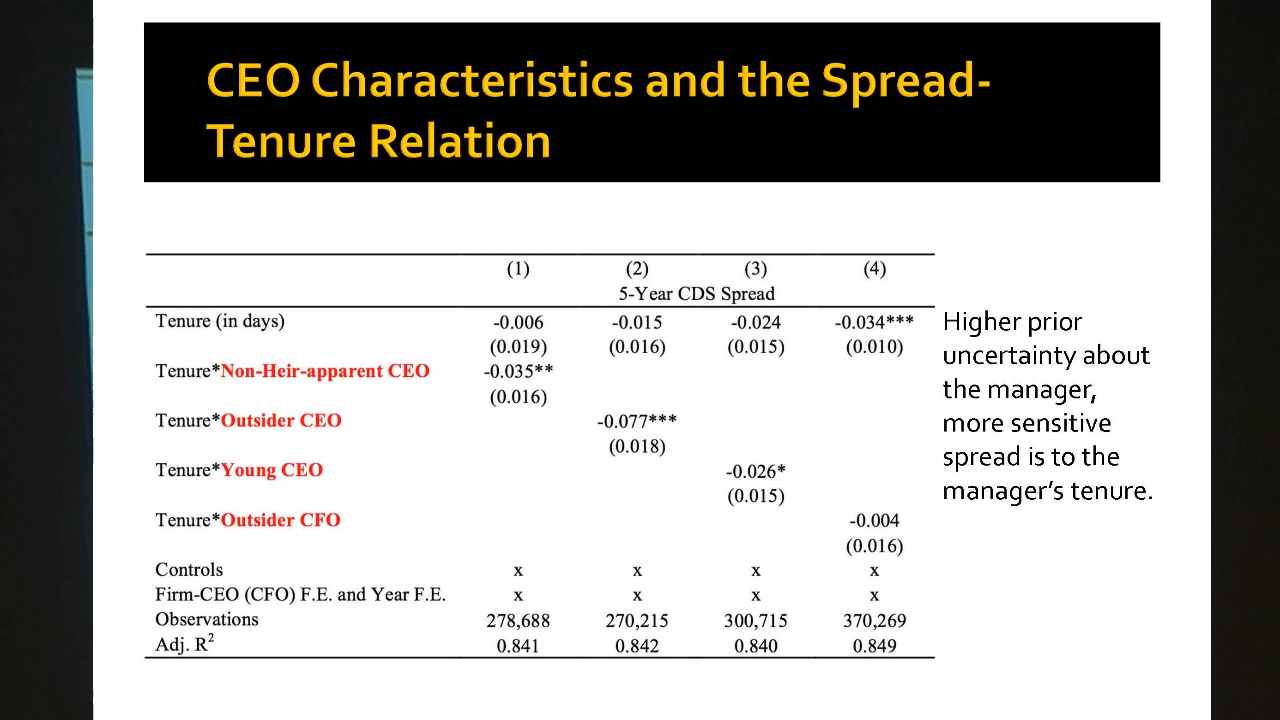 CEO Characteristics and the Spread-
Tenure Relation
(1) (2) (3) (4)
5-Year CDS Spread
Tenure (in days) -0.006 -0.015 -0.024 -0.034***
(0.019) (0.016) (0.015) (0.010)
Tenure*Non-Heir-apparent CEO -0.035**
(0.016)
Tenure*Outsider CEO -0.077***
(0.018)
Tenure*Young CEO -0.026*
(0.015)
Tenure*Outsider CFO -0.004
(0.016)
Controls x x x x
Firm-CEO (CFO) F.E. and Year F.E. x x x x
Observations 278,688 270,215 300,715 370,269
Adj. R² 0.841 0.842 0.840 0.849
Higher prior
uncertainty about
the manager,
more sensitive
spread is to the
manager's tenure.